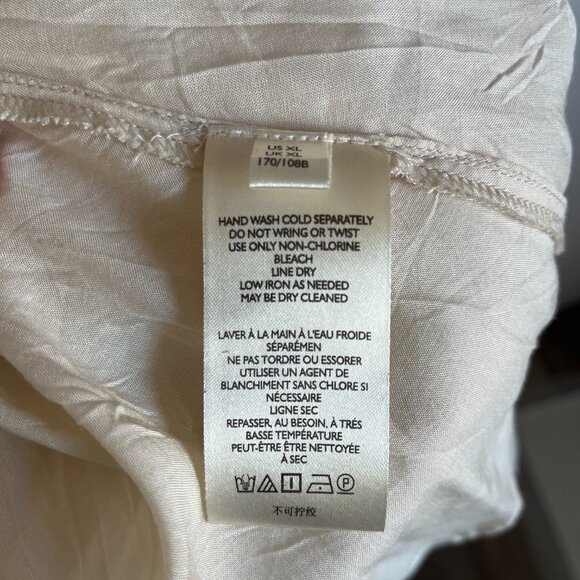 US XL
UK XL
170/108B
HAND WASH COLD SEPARATELY
DO NOT WRING OR TWIST
USE ONLY NON-CHLORINE
BLEACH
LINE DRY
LOW IRON AS NEEDED
MAY BE DRY CLEANED
LAVER À LA MAIN À L'EAU FROIDE
SÉPARÉMEN
NE PAS TORDRE OU ESSORER
UTILISER UN AGENT DE
BLANCHIMENT SANS CHLORE SI
NÉCESSAIRE
LIGNE SEC
REPASSER, AU BESOIN, À TRÉS
BASSE TEMPÉRATURE
PEUT-ÊTRE ÊTRE NETTOYÉE
À SEC
不可拧绞